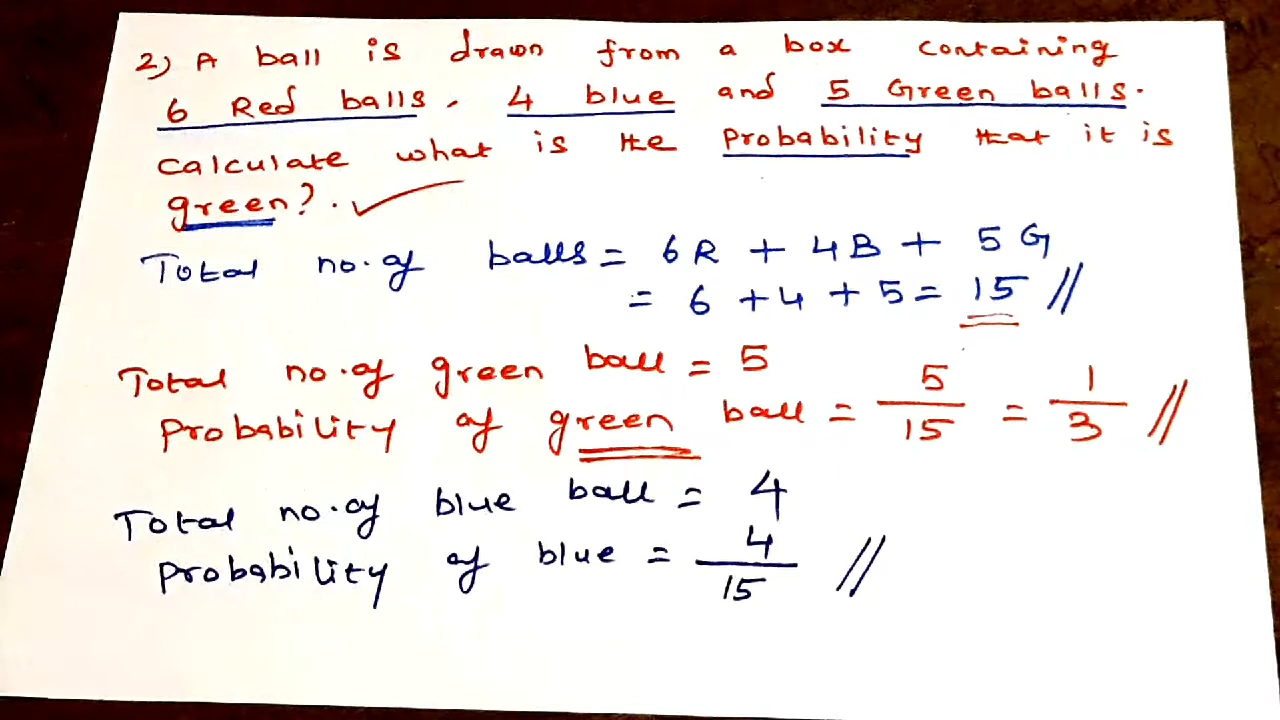 2) A ball is drawn from a box containing
6 Red balls, 4 blue and 5 Green balls.
calculate what is the probability that it is
green?.
Total no.of balls = 6R + 4B + 5G
= 6 + 4 + 5 = 15 //
Total no.of green ball = 5
Probability of green ball = 5/15 = 1/3 //
Total no.of blue ball = 4
probability of blue = 4/15 //